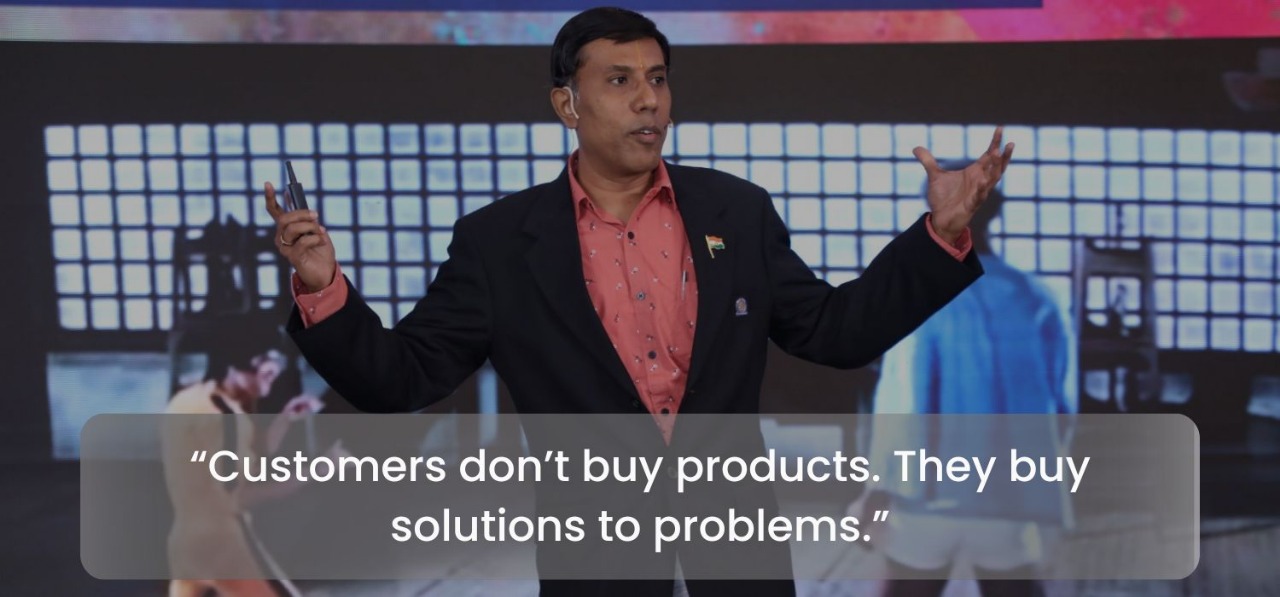 “Customers don’t buy products. They buy
solutions to problems.”